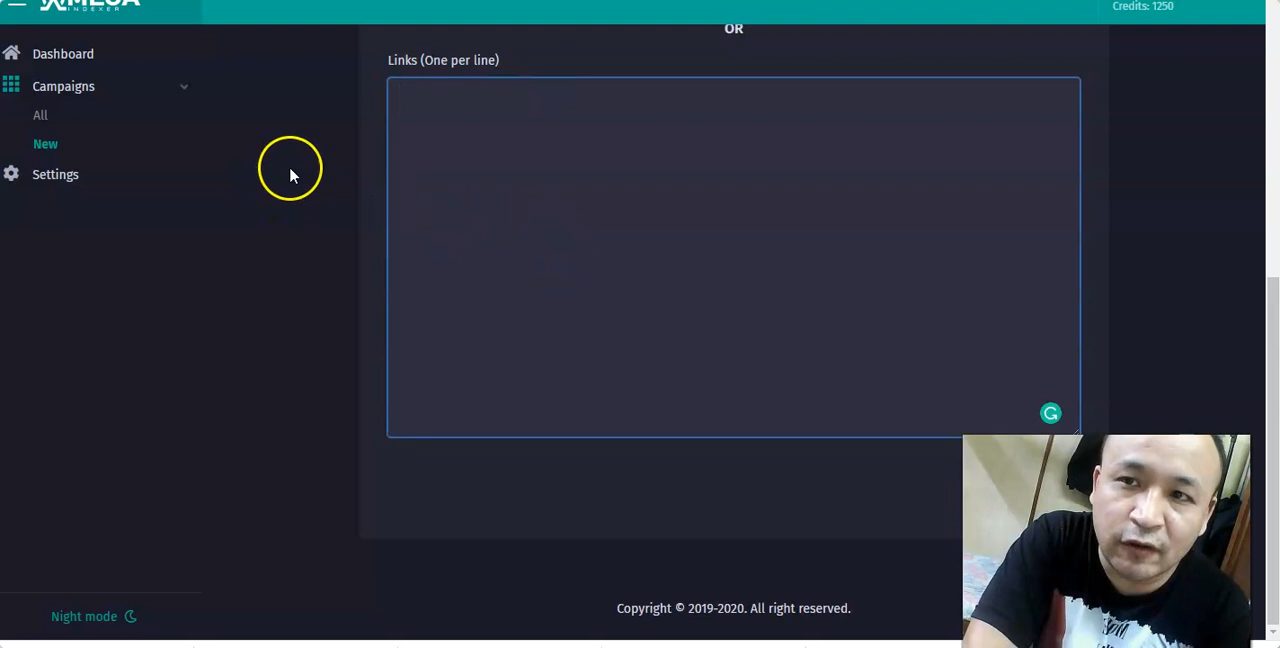 INDEXER
Credits: 1250
OR
Dashboard
Links (One per line)
Campaigns
All
New
Settings
Night mode
Copyright © 2019-2020. All right reserved.